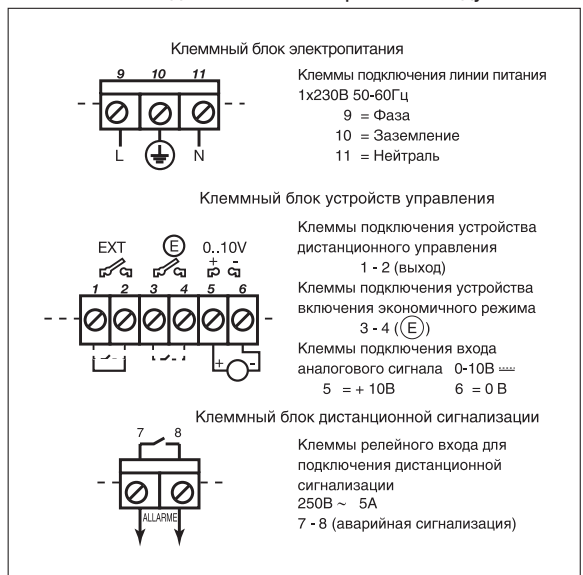 Клеммный блок электропитания
9 10 11
L N
Клеммы подключения линии питания
1x230В 50-60Гц
9 = Фаза
10 = Заземление
11 = Нейтраль
Клеммный блок устройств управления
EXT E 0..10V
+ -
1 2 3 4 5 6
+ -
Клеммы подключения устройства
дистанционного управления
1 - 2 (выход)
Клеммы подключения устройства
включения экономичного режима
3 - 4 (E)
Клеммы подключения входа
аналогового сигнала 0-10В
5 = + 10В 6 = 0 В
Клеммный блок дистанционной сигнализации
7 8
ALLARME
Клеммы релейного входа для
подключения дистанционной
сигнализации
250В ~ 5А
7 - 8 (аварийная сигнализация)